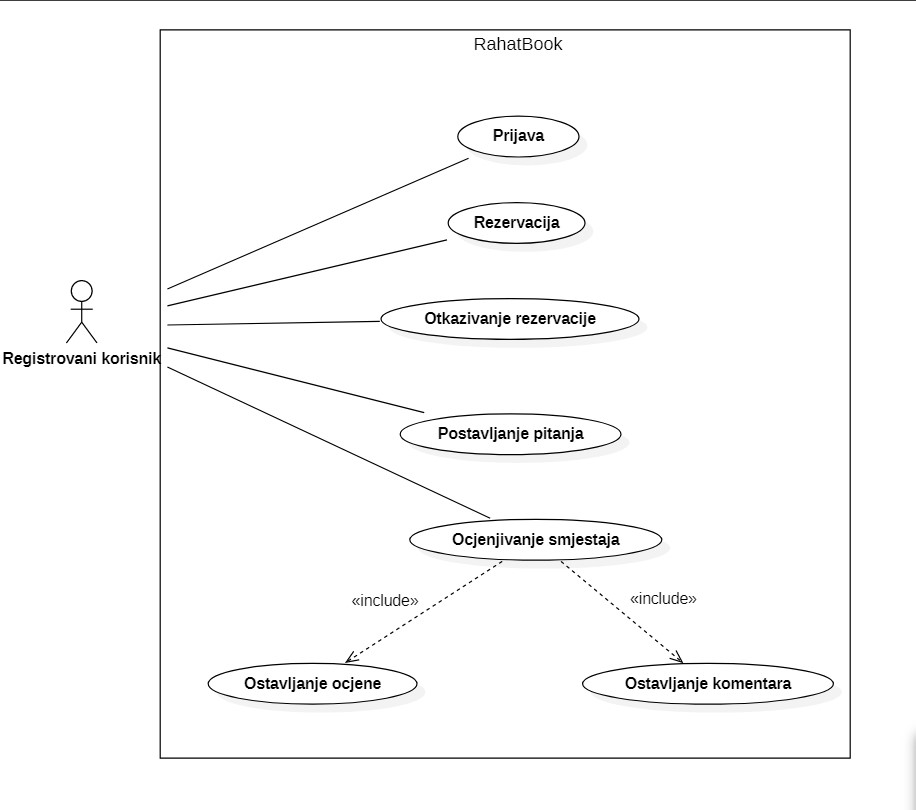 RahatBook
Prijava
Rezervacija
Otkazivanje rezervacije
Registrovani korisnik
Postavljanje pitanja
Ocjenjivanje smjestaja
«include»
«include»
Ostavljanje ocjene
Ostavljanje komentara